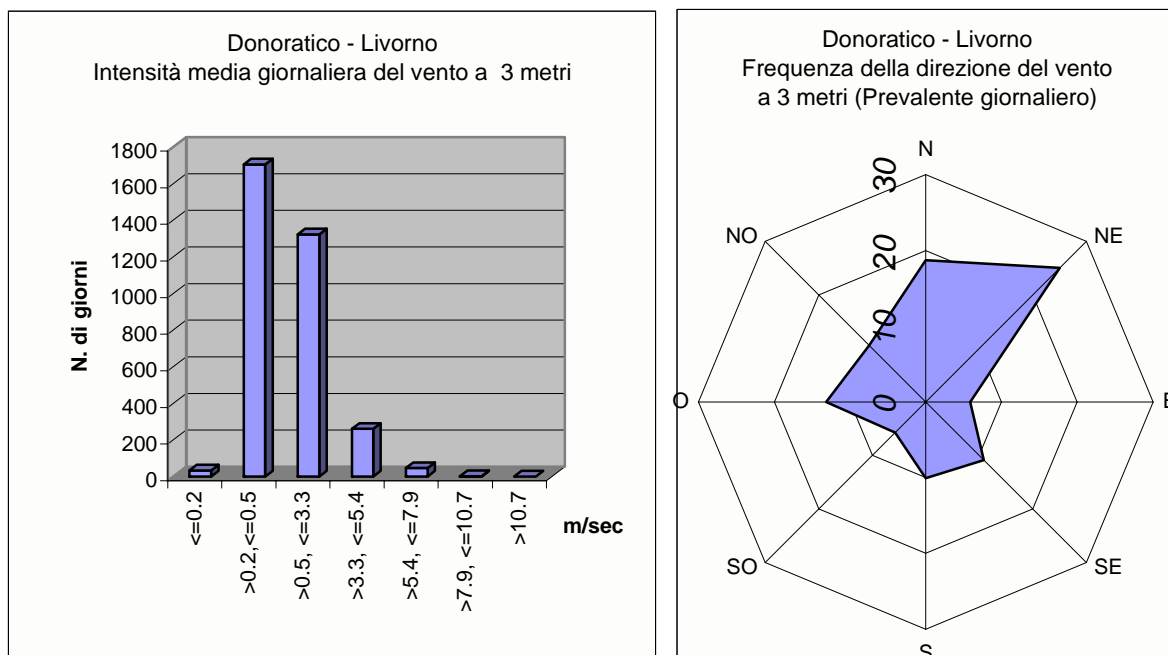 Donoratico - Livorno
Intensità media giornaliera del vento a 3 metri
N. di giorni
1800
1600
1400
1200
1000
800
600
400
200
0
<=0.2
>0.2,<=0.5
>0.5, <=3.3
>3.3, <=5.4
>5.4, <=7.9
>7.9, <=10.7
>10.7
m/sec
Donoratico - Livorno
Frequenza della direzione del vento
a 3 metri (Prevalente giornaliero)
N
NE
E
SE
S
SO
O
NO
30
20
10
0